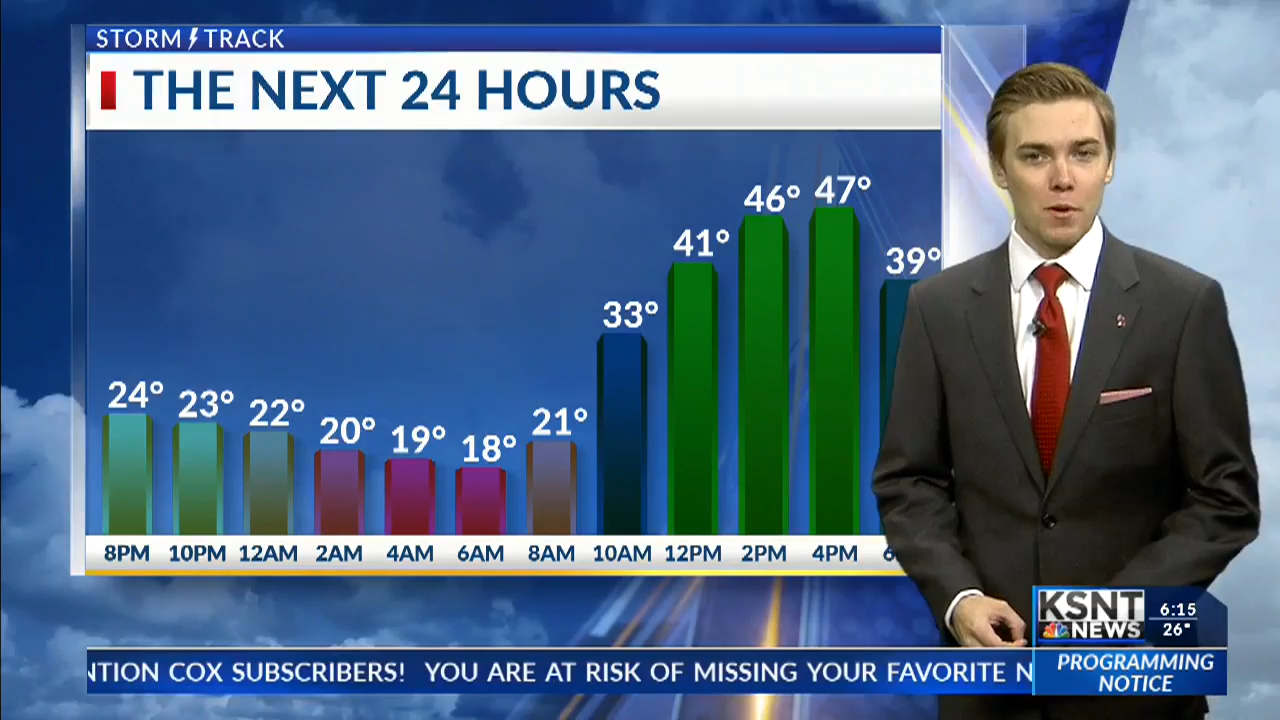 STORM TRACK
THE NEXT 24 HOURS
24° 23° 22° 20° 19° 18° 21° 33° 41° 46° 47° 39°
8PM 10PM 12AM 2AM 4AM 6AM 8AM 10AM 12PM 2PM 4PM 6
KSNT
NEWS
6:15
26°
NTION COX SUBSCRIBERS! YOU ARE AT RISK OF MISSING YOUR FAVORITE N
PROGRAMMING
NOTICE